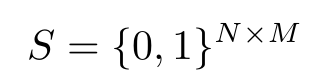 S = {0, 1}^{N×M}